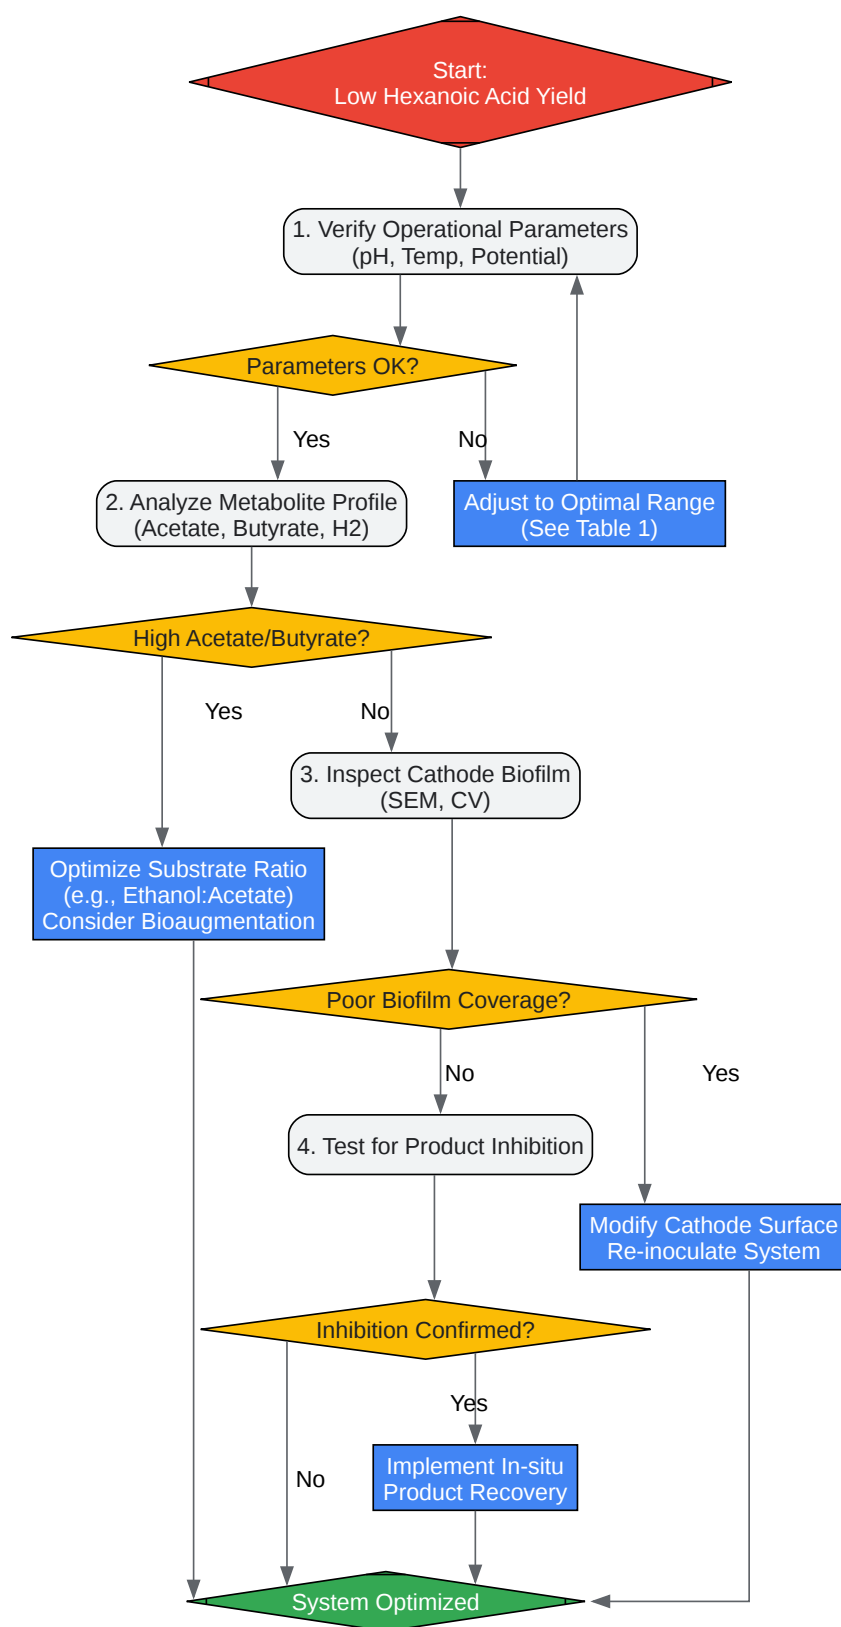 Start:
Low Hexanoic Acid Yield
1. Verify Operational Parameters
(pH, Temp, Potential)
Parameters OK?
Yes
No
2. Analyze Metabolite Profile
(Acetate, Butyrate, H2)
Adjust to Optimal Range
(See Table 1)
High Acetate/Butyrate?
Yes
No
3. Inspect Cathode Biofilm
(SEM, CV)
Optimize Substrate Ratio
(e.g., Ethanol:Acetate)
Consider Bioaugmentation
Poor Biofilm Coverage?
No
Yes
4. Test for Product Inhibition
Modify Cathode Surface
Re-inoculate System
Inhibition Confirmed?
Yes
No
Implement In-situ
Product Recovery
System Optimized